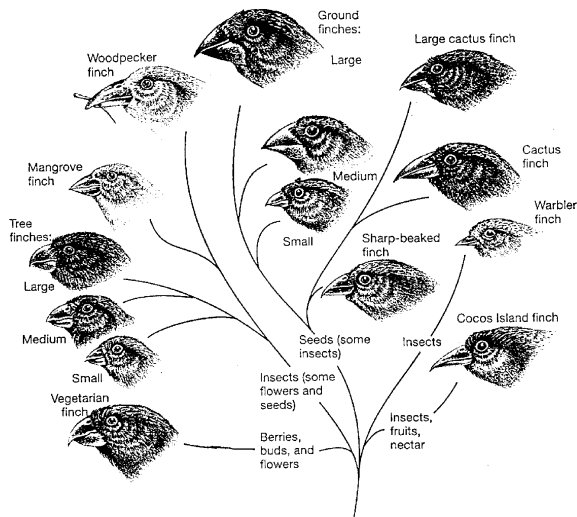 Ground
finches:
Large
Woodpecker
finch
Large cactus finch
Mangrove
finch
Medium
Cactus
finch
Warbler
finch
Tree
finches:
Large
Small
Sharp-beaked
finch
Medium
Cocos Island finch
Seeds (some
insects)
Insects
Small
Insects (some
flowers and
seeds)
Vegetarian
finch
Insects,
fruits,
nectar
Berries,
buds, and
flowers